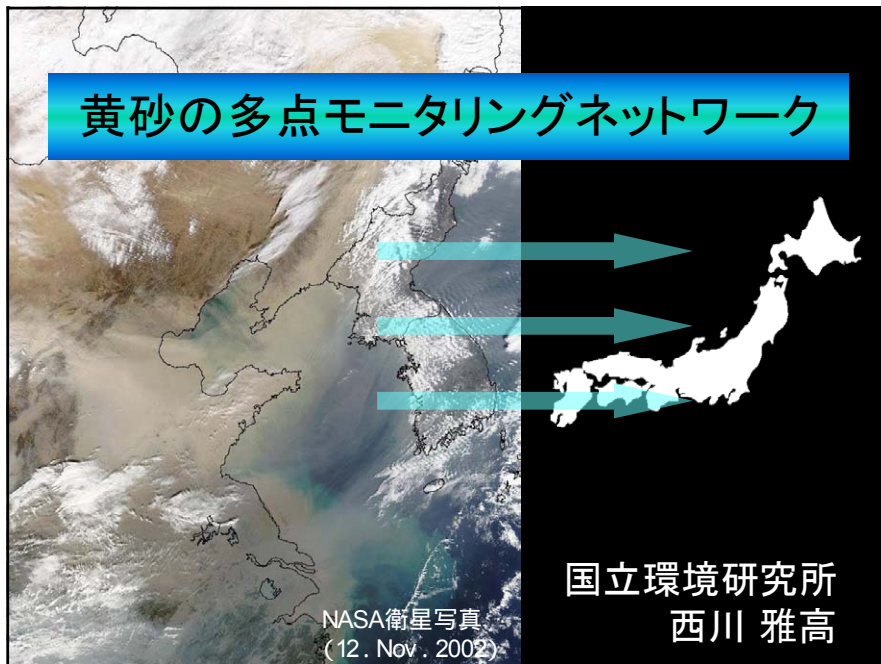 黄砂の多点モニタリングネットワーク
国立環境研究所
西川 雅高
NASA衛星写真
(12. Nov. 2002)